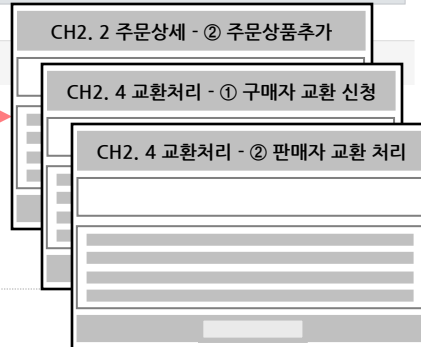 CH2. 2 주문상세 - ② 주문상품추가
CH2. 4 교환처리 - ① 구매자 교환 신청
CH2. 4 교환처리 - ② 판매자 교환 처리